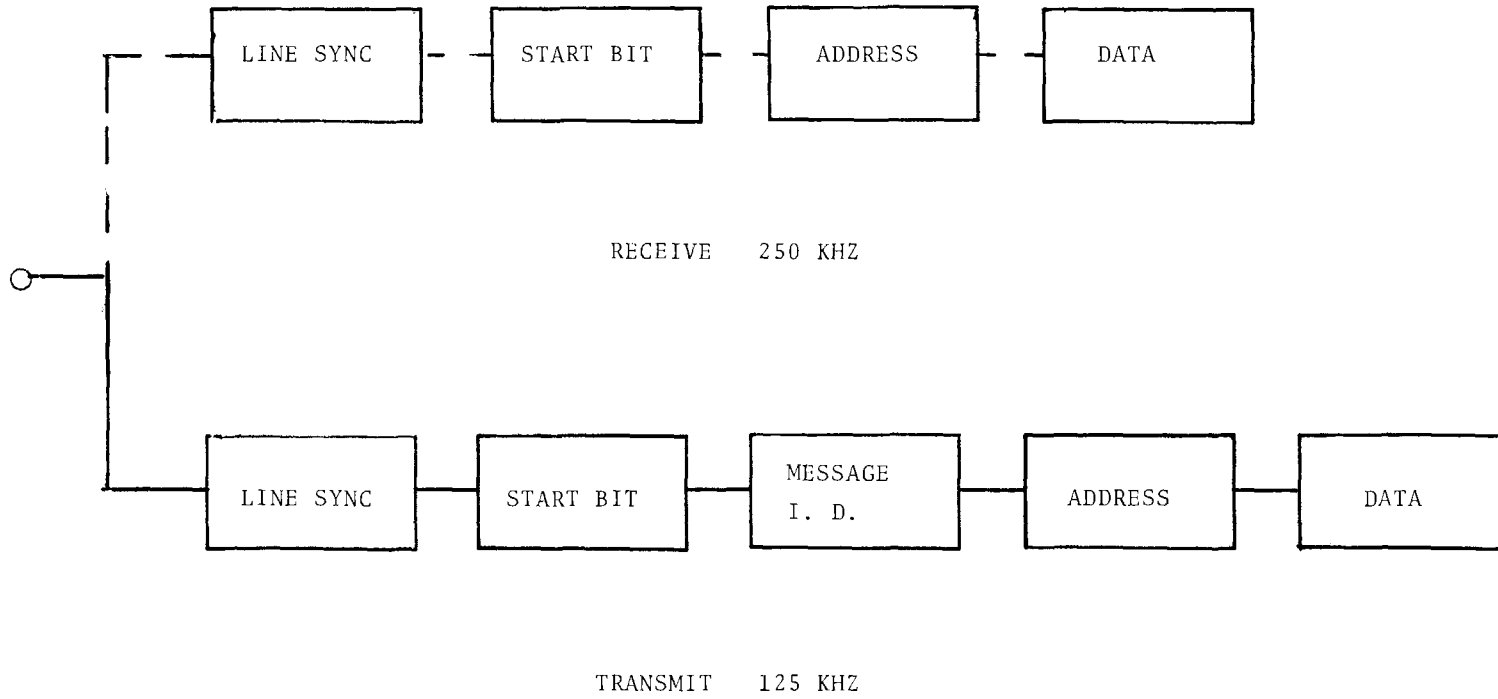 LINE SYNC
START BIT
ADDRESS
DATA
RECEIVE 250 KHZ
LINE SYNC
START BIT
MESSAGE
I. D.
ADDRESS
DATA
TRANSMIT 125 KHZ